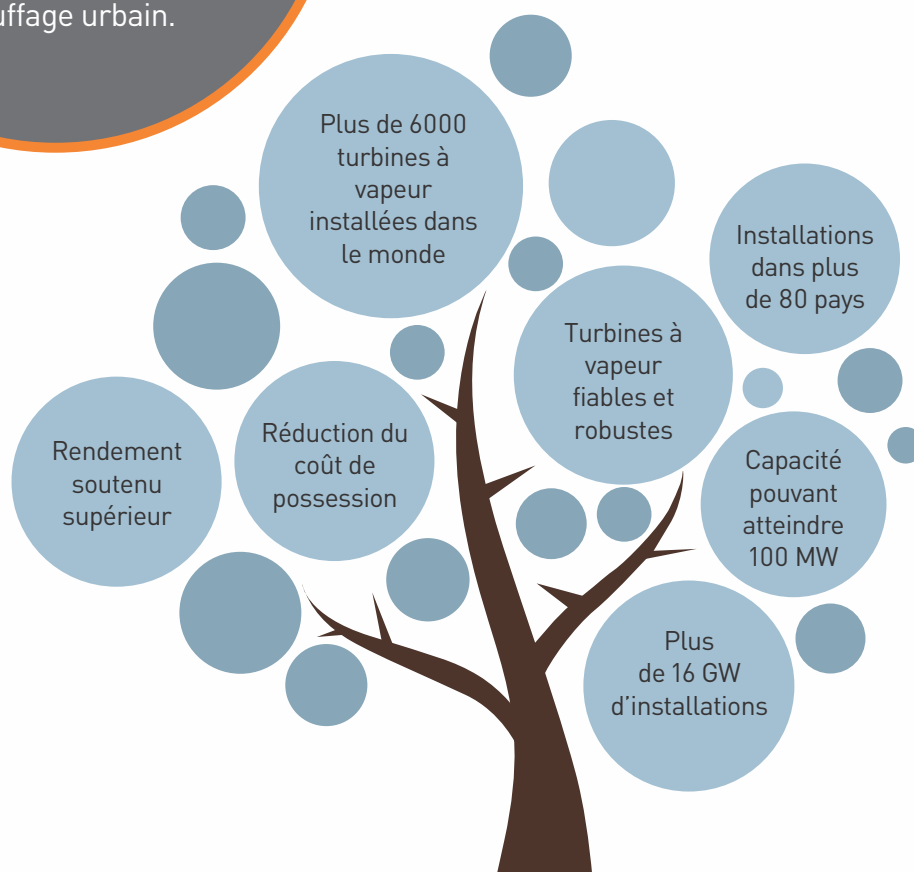 urbain.
Plus de 6000
turbines à
vapeur
installées dans
le monde
Installations
dans plus
de 80 pays
Turbines à
vapeur
fiables et
robustes
Réduction du
coût de
possession
Rendement
soutenu
supérieur
Capacité
pouvant
atteindre
100 MW
Plus
de 16 GW
d’installations